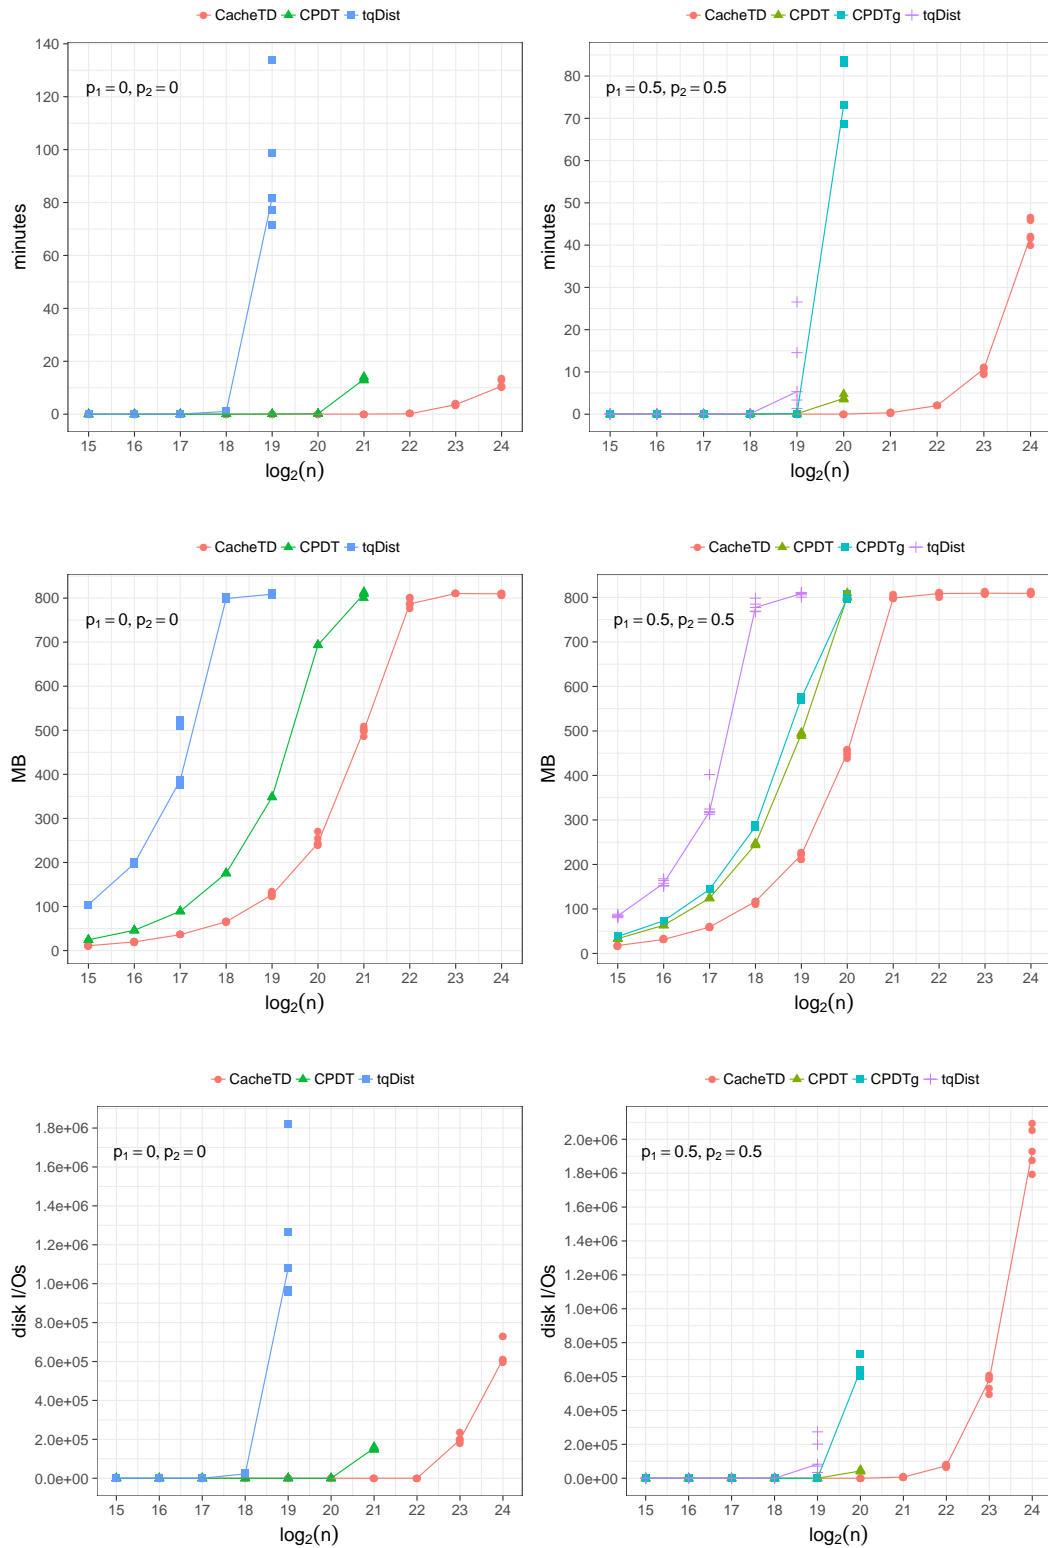 CacheTD CPDT tqDist
p1 = 0, p2 = 0
minutes
140
120
100
80
60
40
20
0
15 16 17 18 19 20 21 22 23 24
log2(n)
CacheTD CPDT CPDTg tqDist
p1 = 0.5, p2 = 0.5
minutes
80
70
60
50
40
30
20
10
0
15 16 17 18 19 20 21 22 23 24
log2(n)
CacheTD CPDT tqDist
p1 = 0, p2 = 0
MB
800
700
600
500
400
300
200
100
0
15 16 17 18 19 20 21 22 23 24
log2(n)
CacheTD CPDT CPDTg tqDist
p1 = 0.5, p2 = 0.5
MB
800
700
600
500
400
300
200
100
0
15 16 17 18 19 20 21 22 23 24
log2(n)
CacheTD CPDT tqDist
p1 = 0, p2 = 0
disk I/Os
1.8e+06
1.6e+06
1.4e+06
1.2e+06
1.0e+06
8.0e+05
6.0e+05
4.0e+05
2.0e+05
0.0e+00
15 16 17 18 19 20 21 22 23 24
log2(n)
CacheTD CPDT CPDTg tqDist
p1 = 0.5, p2 = 0.5
disk I/Os
2.0e+06
1.8e+06
1.6e+06
1.4e+06
1.2e+06
1.0e+06
8.0e+05
6.0e+05
4.0e+05
2.0e+05
0.0e+00
15 16 17 18 19 20 21 22 23 24
log2(n)